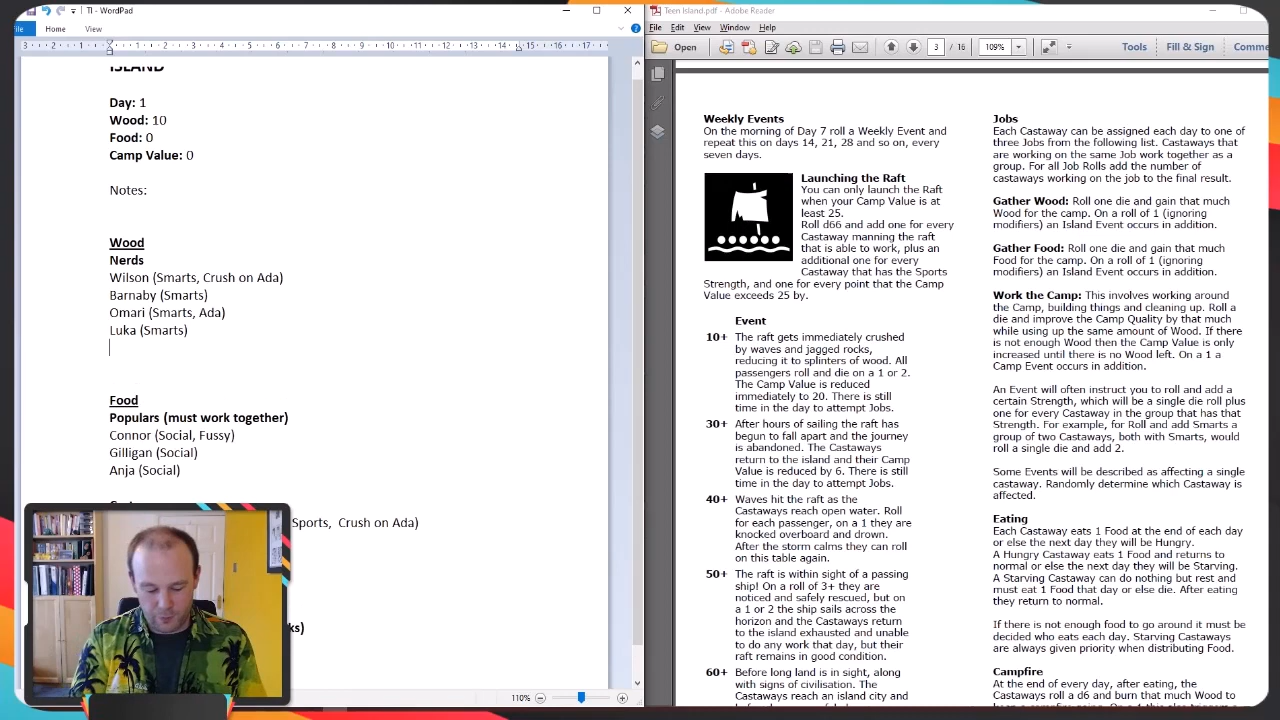 TI - WordPad
File Home View
3 2 1 1 2 3 4 5 6 7 8 9 10 11 12 13 14 15 16 17
ISLAND
Day: 1
Wood: 10
Food: 0
Camp Value: 0
Notes:
Wood
Nerds
Wilson (Smarts, Crush on Ada)
Barnaby (Smarts)
Omari (Smarts, Ada)
Luka (Smarts)
Food
Populars (must work together)
Connor (Social, Fussy)
Gilligan (Social)
Anja (Social)
Sports, Crush on Ada)
ks)
110%
Teen Island.pdf - Adobe Reader
File Edit View Window Help
Open 3 / 16 109% Tools Fill & Sign Comme
Weekly Events
On the morning of Day 7 roll a Weekly Event and
repeat this on days 14, 21, 28 and so on, every
seven days.
Launching the Raft
You can only launch the Raft
when your Camp Value is at
least 25.
Roll d66 and add one for every
Castaway manning the raft
that is able to work, plus an
additional one for every
Castaway that has the Sports
Strength, and one for every point that the Camp
Value exceeds 25 by.
Event
10+ The raft gets immediately crushed
by waves and jagged rocks,
reducing it to splinters of wood. All
passengers roll and die on a 1 or 2.
The Camp Value is reduced
immediately to 20. There is still
time in the day to attempt Jobs.
30+ After hours of sailing the raft has
begun to fall apart and the journey
is abandoned. The Castaways
return to the island and their Camp
Value is reduced by 6. There is still
time in the day to attempt Jobs.
40+ Waves hit the raft as the
Castaways reach open water. Roll
for each passenger, on a 1 they are
knocked overboard and drown.
After the storm calms they can roll
on this table again.
50+ The raft is within sight of a passing
ship! On a roll of 3+ they are
noticed and safely rescued, but on
a 1 or 2 the ship sails across the
horizon and the Castaways return
to the island exhausted and unable
to do any work that day, but their
raft remains in good condition.
60+ Before long land is in sight, along
with signs of civilisation. The
Castaways reach an island city and
Jobs
Each Castaway can be assigned each day to one of
three Jobs from the following list. Castaways that
are working on the same Job work together as a
group. For all Job Rolls add the number of
castaways working on the job to the final result.
Gather Wood: Roll one die and gain that much
Wood for the camp. On a roll of 1 (ignoring
modifiers) an Island Event occurs in addition.
Gather Food: Roll one die and gain that much
Food for the camp. On a roll of 1 (ignoring
modifiers) an Island Event occurs in addition.
Work the Camp: This involves working around
the Camp, building things and cleaning up. Roll a
die and improve the Camp Quality by that much
while using up the same amount of Wood. If there
is not enough Wood then the Camp Value is only
increased until there is no Wood left. On a 1 a
Camp Event occurs in addition.
An Event will often instruct you to roll and add a
certain Strength, which will be a single die roll plus
one for every Castaway in the group that has that
Strength. For example, for Roll and add Smarts a
group of two Castaways, both with Smarts, would
roll a single die and add 2.
Some Events will be described as affecting a single
castaway. Randomly determine which Castaway is
affected.
Eating
Each Castaway eats 1 Food at the end of each day
or else the next day they will be Hungry.
A Hungry Castaway eats 1 Food and returns to
normal or else the next day they will be Starving.
A Starving Castaway can do nothing but rest and
must eat 1 Food that day or else die. After eating
they return to normal.
If there is not enough food to go around it must be
decided who eats each day. Starving Castaways
are always given priority when distributing Food.
Campfire
At the end of every day, after eating, the
Castaways roll a d6 and burn that much Wood to